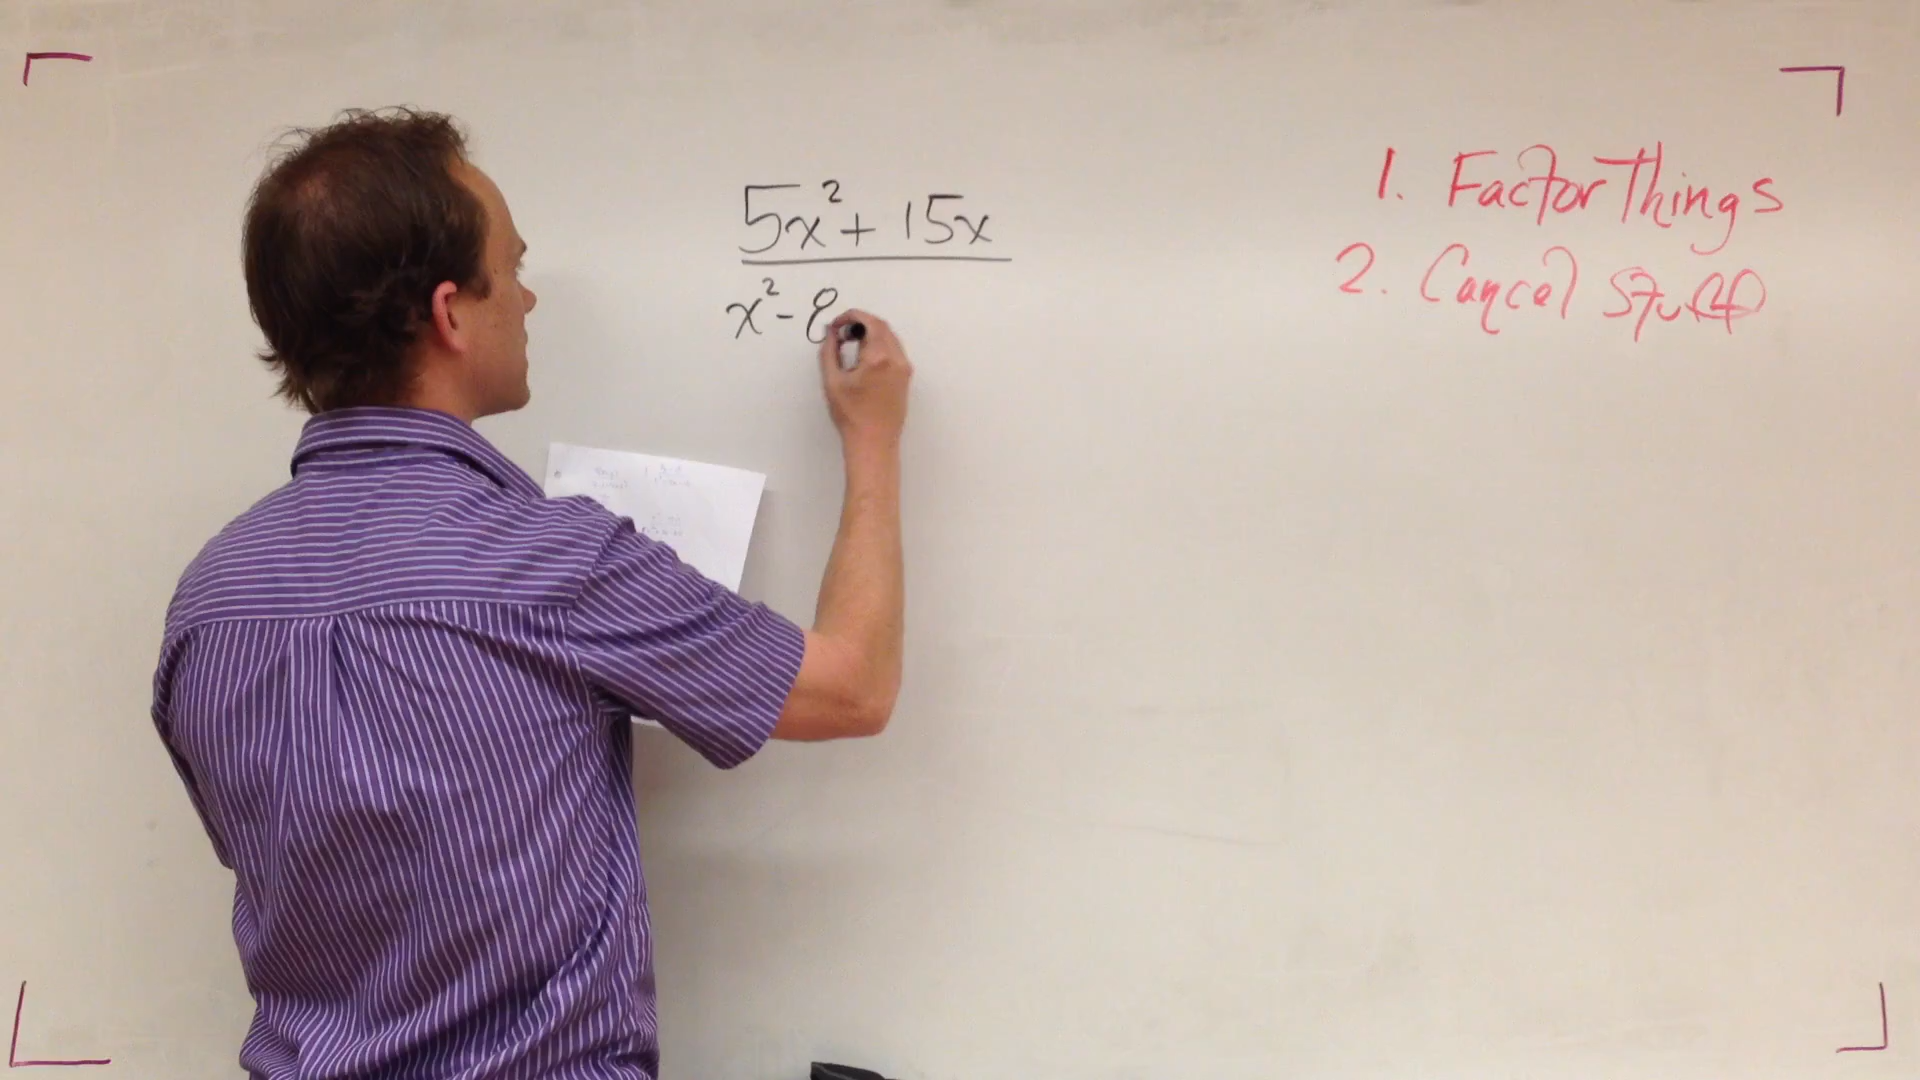 5x² + 15x
x² - 8
1. Factor Things
2. Cancel Stuff